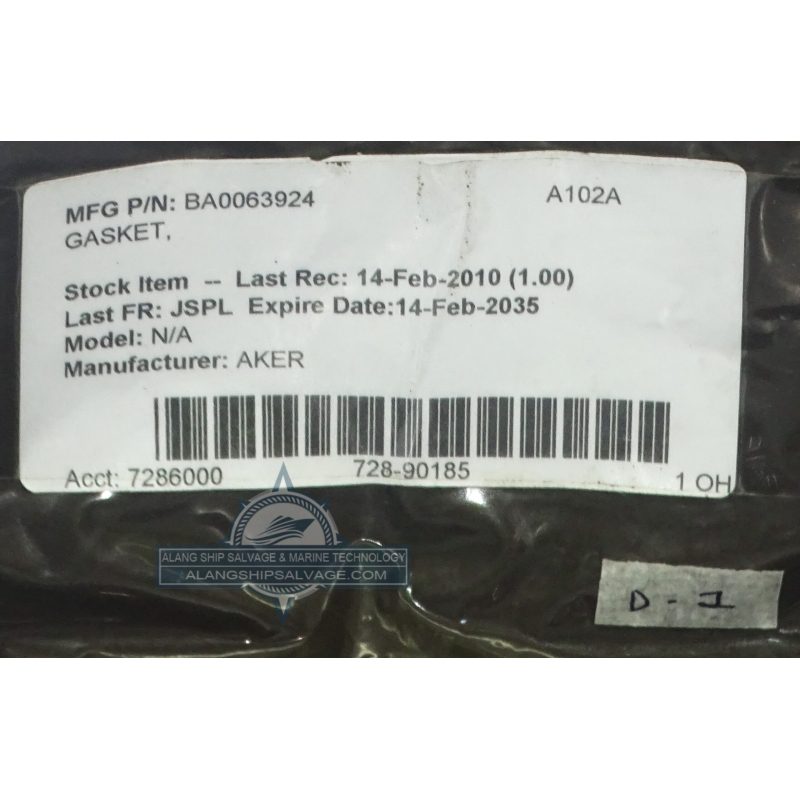 MFG P/N: BA0063924 A102A
GASKET,
Stock Item -- Last Rec: 14-Feb-2010 (1.00)
Last FR: JSPL Expire Date:14-Feb-2035
Model: N/A
Manufacturer: AKER
Acct: 7286000 728-90185 1 OH
ALANG SHIP SALVAGE & MARINE TECHNOLOGY
ALANGSHIPSALVAGE.COM
D-1